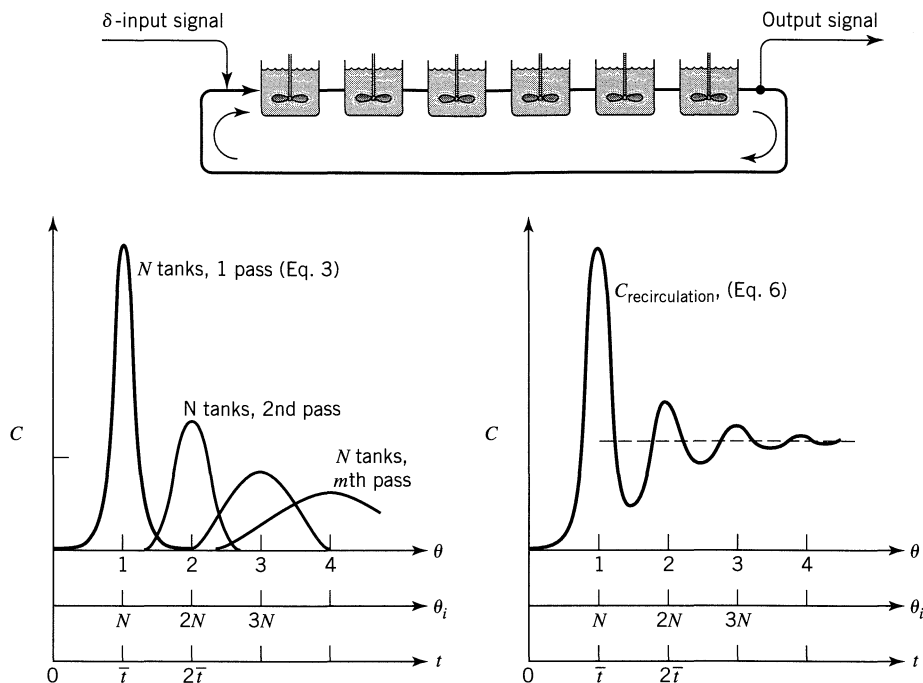 δ-input signal
Output signal
N tanks, 1 pass (Eq. 3)
N tanks, 2nd pass
N tanks,
mth pass
C
1 2 3 4 θ
N 2N 3N θᵢ
0 t̄ 2t̄ t
C_recirculation, (Eq. 6)
C
1 2 3 4 θ
N 2N 3N θᵢ
0 t̄ 2t̄ t